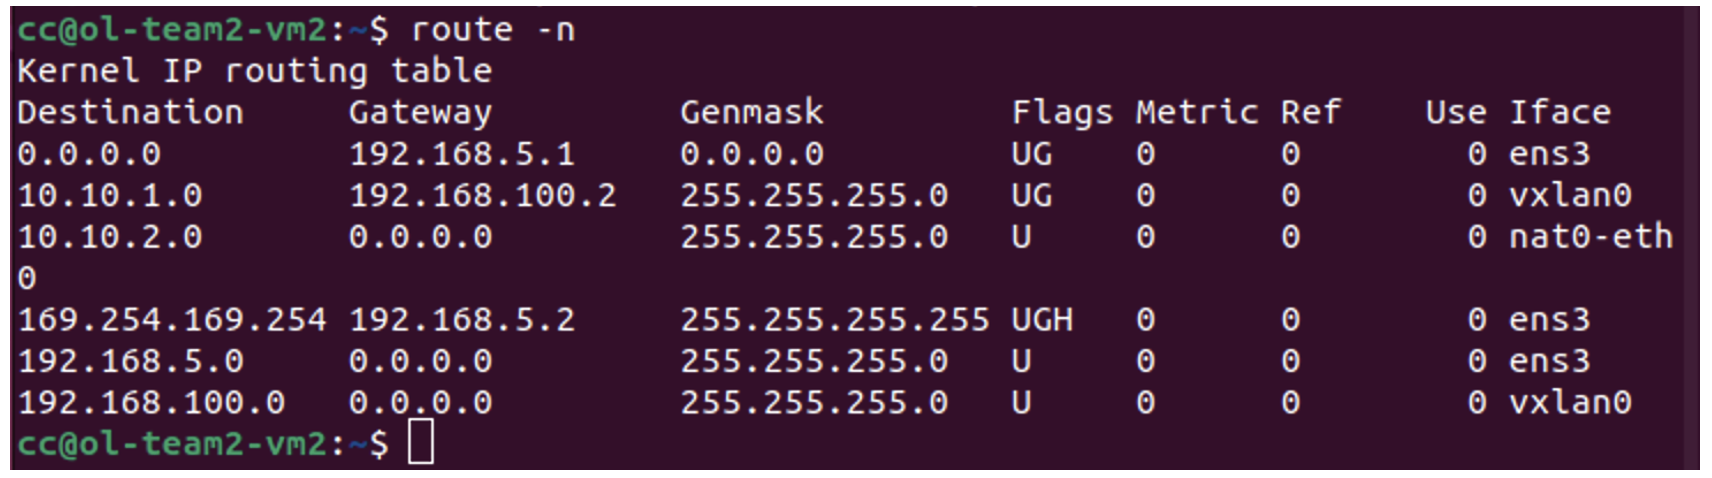 cc@ol-team2-vm2:~$ route -n
Kernel IP routing table
Destination     Gateway         Genmask         Flags Metric Ref    Use Iface
0.0.0.0         192.168.5.1     0.0.0.0         UG    0      0        0 ens3
10.10.1.0       192.168.100.2   255.255.255.0   UG    0      0        0 vxlan0
10.10.2.0       0.0.0.0         255.255.255.0   U     0      0        0 nat0-eth
0
169.254.169.254 192.168.5.2     255.255.255.255 UGH   0      0        0 ens3
192.168.5.0     0.0.0.0         255.255.255.0   U     0      0        0 ens3
192.168.100.0   0.0.0.0         255.255.255.0   U     0      0        0 vxlan0
cc@ol-team2-vm2:~$